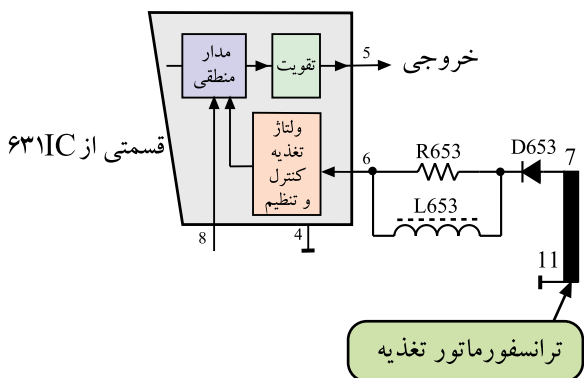 مدار
منطقی
تقویت
5
خروجی
ولتاژ
تغذیه
کنترل
و تنظیم
قسمتی از ۶۳۱IC
6
R653
D653
7
L653
8
4
11
ترانسفورماتور تغذیه